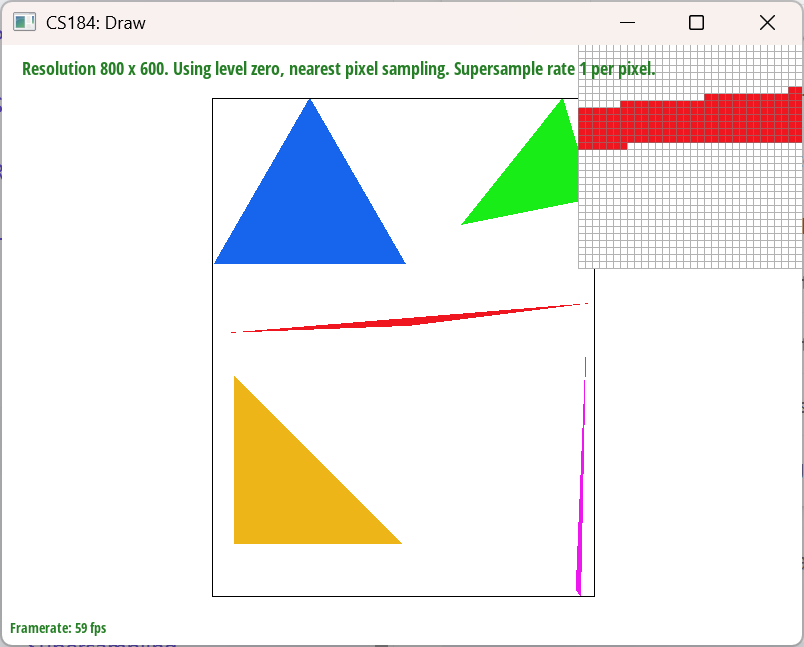 CS184: Draw
Resolution 800 x 600. Using level zero, nearest pixel sampling. Supersample rate 1 per pixel.
Framerate: 59 fps